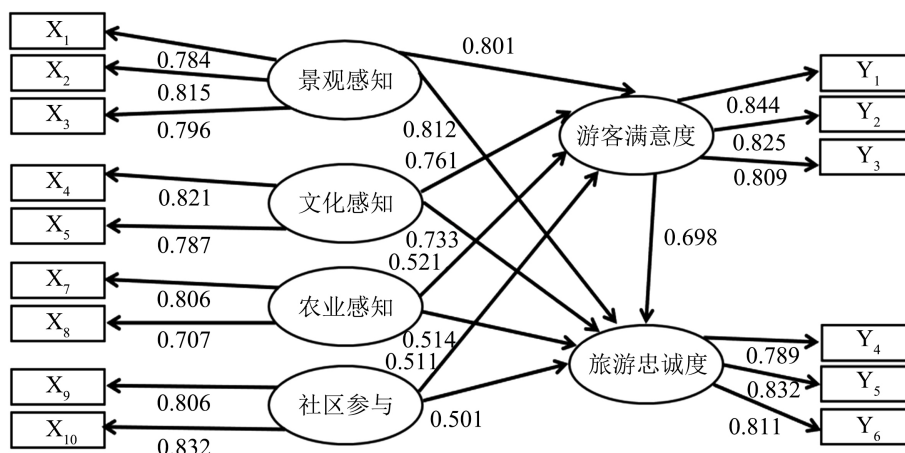 X₁
0.784
X₂
0.815
X₃
0.796
景观感知
0.801
0.812
X₄
0.821
X₅
0.787
文化感知
0.761
0.733
X₇
0.806
X₈
0.707
农业感知
0.521
0.514
X₉
0.806
X₁₀
0.832
社区参与
0.511
0.501
游客满意度
0.698
Y₁
0.844
Y₂
0.825
Y₃
0.809
旅游忠诚度
Y₄
0.789
Y₅
0.832
Y₆
0.811